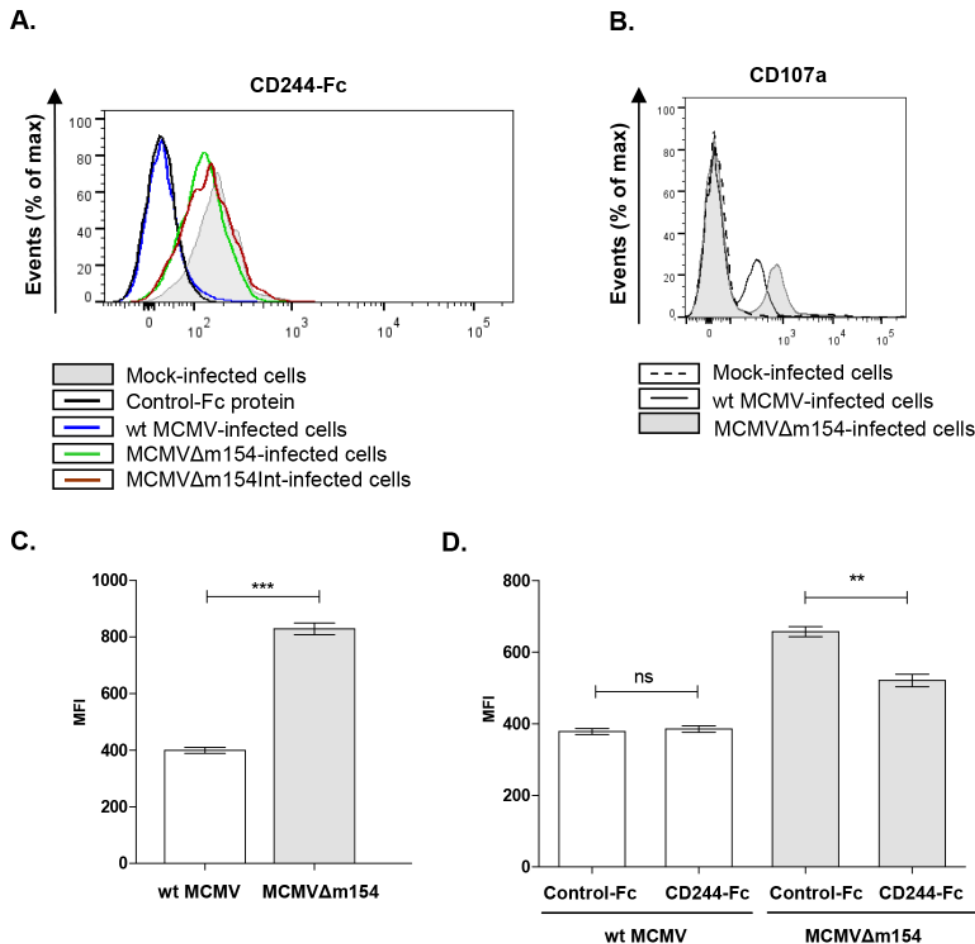 A.
CD244-Fc
Events (% of max)
100
80
60
40
20
0
0 10² 10³ 10⁴ 10⁵
Mock-infected cells
Control-Fc protein
wt MCMV-infected cells
MCMVΔm154-infected cells
MCMVΔm154Int-infected cells
B.
CD107a
Events (% of max)
100
80
60
40
20
0
0 10³ 10⁴ 10⁵
Mock-infected cells
wt MCMV-infected cells
MCMVΔm154-infected cells
C.
MFI
1000
800
600
400
200
0
***
wt MCMV MCMVΔm154
D.
MFI
800
600
400
200
0
ns
**
Control-Fc CD244-Fc Control-Fc CD244-Fc
wt MCMV MCMVΔm154